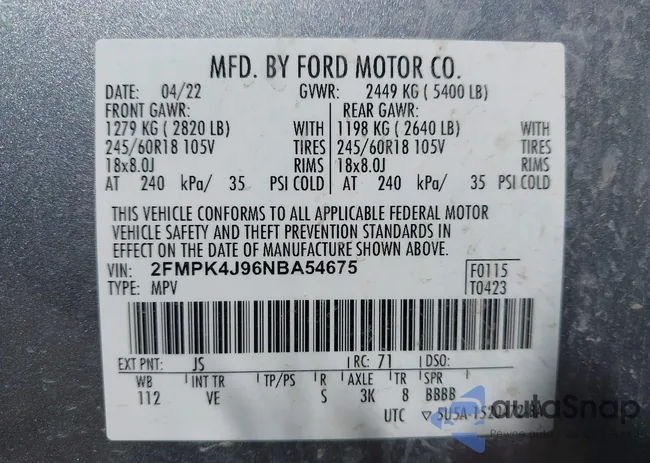 MFD. BY FORD MOTOR CO.
DATE: 04/22 GVWR: 2449 KG ( 5400 LB)
FRONT GAWR: REAR GAWR:
1279 KG ( 2820 LB) WITH 1198 KG ( 2640 LB) WITH
245/60R18 105V TIRES 245/60R18 105V TIRES
18x8.0J RIMS 18x8.0J RIMS
AT 240 kPa/ 35 PSI COLD AT 240 kPa/ 35 PSI COLD
THIS VEHICLE CONFORMS TO ALL APPLICABLE FEDERAL MOTOR
VEHICLE SAFETY AND THEFT PREVENTION STANDARDS IN
EFFECT ON THE DATE OF MANUFACTURE SHOWN ABOVE.
VIN: 2FMPK4J96NBA54675 F0115
TYPE: MPV T0423
EXT PNT: JS RC: 71 DSO:
WB INT TR TP/PS R AXLE TR SPR
112 VE S 3K 8 BBBB
UTC
autoSnap